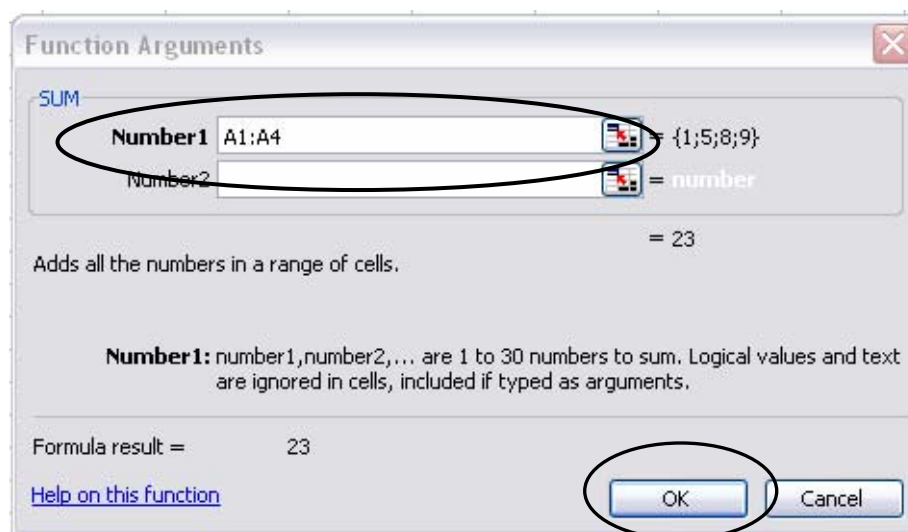 Function Arguments
SUM
Number1 A1:A4 = {1;5;8;9}
Number2 = number
= 23
Adds all the numbers in a range of cells.
Number1: number1,number2,... are 1 to 30 numbers to sum. Logical values and text
are ignored in cells, included if typed as arguments.
Formula result = 23
Help on this function OK Cancel